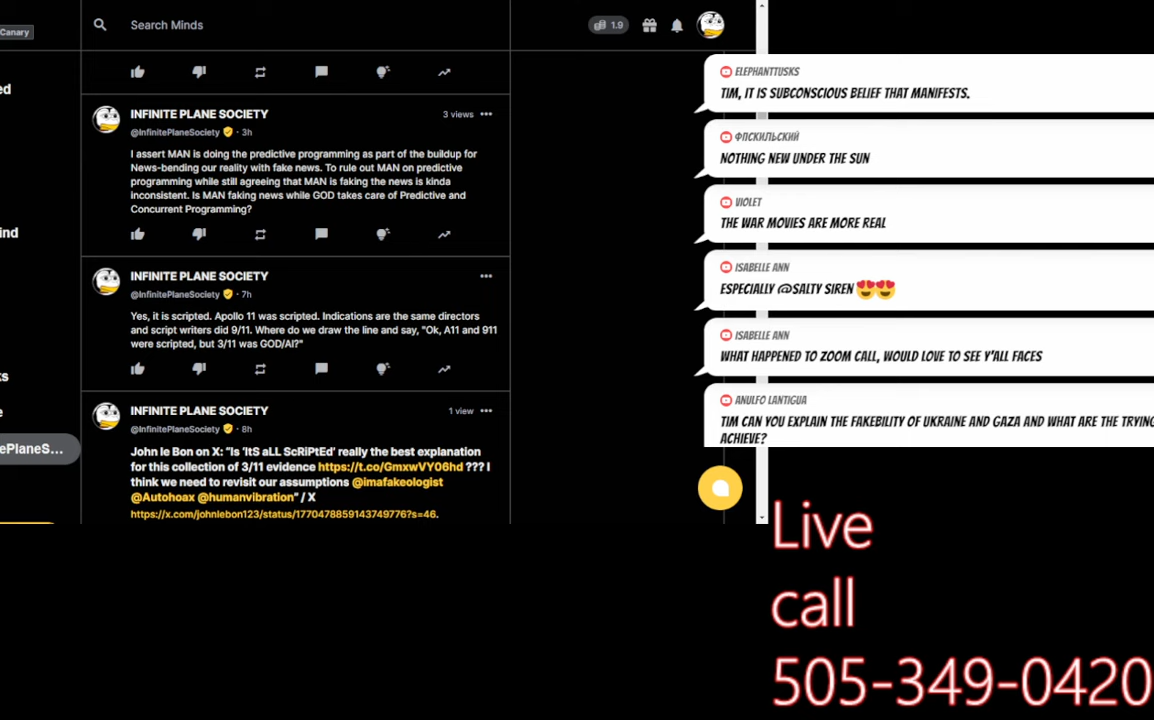 Canary
Search Minds
1.9
ed
INFINITE PLANE SOCIETY
3 views
@InfinitePlaneSociety · 3h
I assert MAN is doing the predictive programming as part of the buildup for
News-bending our reality with fake news. To rule out MAN on predictive
programming while still agreeing that MAN is faking the news is kinda
inconsistent. Is MAN faking news while GOD takes care of Predictive and
Concurrent Programming?
ind
INFINITE PLANE SOCIETY
@InfinitePlaneSociety · 7h
Yes, it is scripted. Apollo 11 was scripted. Indications are the same directors
and script writers did 9/11. Where do we draw the line and say, "Ok, A11 and 911
were scripted, but 3/11 was GOD/AI?"
ks
e
ePlaneS...
INFINITE PLANE SOCIETY
1 view
@InfinitePlaneSociety · 8h
John le Bon on X: “Is ‘ItS aLL ScRiPtEd’ really the best explanation
for this collection of 3/11 evidence https://t.co/GmxwVY06hd ??? I
think we need to revisit our assumptions @imafakeologist
@Autohoax @humanvibration” / X
https://x.com/johnlebon123/status/1770478859143749776?s=46.
ELEPHANTTUSKS
TIM, IT IS SUBCONSCIOUS BELIEF THAT MANIFESTS.
ФПСКИЛЬСКИЙ
NOTHING NEW UNDER THE SUN
VIOLET
THE WAR MOVIES ARE MORE REAL
ISABELLE ANN
ESPECIALLY @SALTY SIREN 😍😍
ISABELLE ANN
WHAT HAPPENED TO ZOOM CALL, WOULD LOVE TO SEE Y'ALL FACES
ANULFO LANTIGUA
TIM CAN YOU EXPLAIN THE FAKEBILITY OF UKRAINE AND GAZA AND WHAT ARE THE TRYING
ACHIEVE?
Live
call
505-349-0420